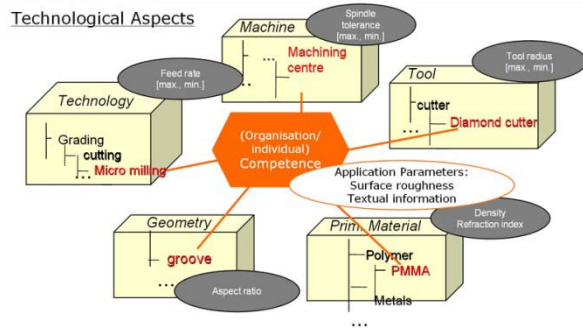 Technological Aspects
Machine
...
...
Machining
centre
Spindle
tolerance
[max., min.]
Technology
Grading
cutting
... Micro milling
Feed rate
[max., min.]
Tool
cutter
...
Diamond cutter
Tool radius
[max., min.]
(Organisation/
individual)
Competence
Application Parameters:
Surface roughness
Textual information
Geometry
groove
...
Aspect ratio
Prim.Material
Polymer
PMMA
...
Metals
...
Density
Refraction index